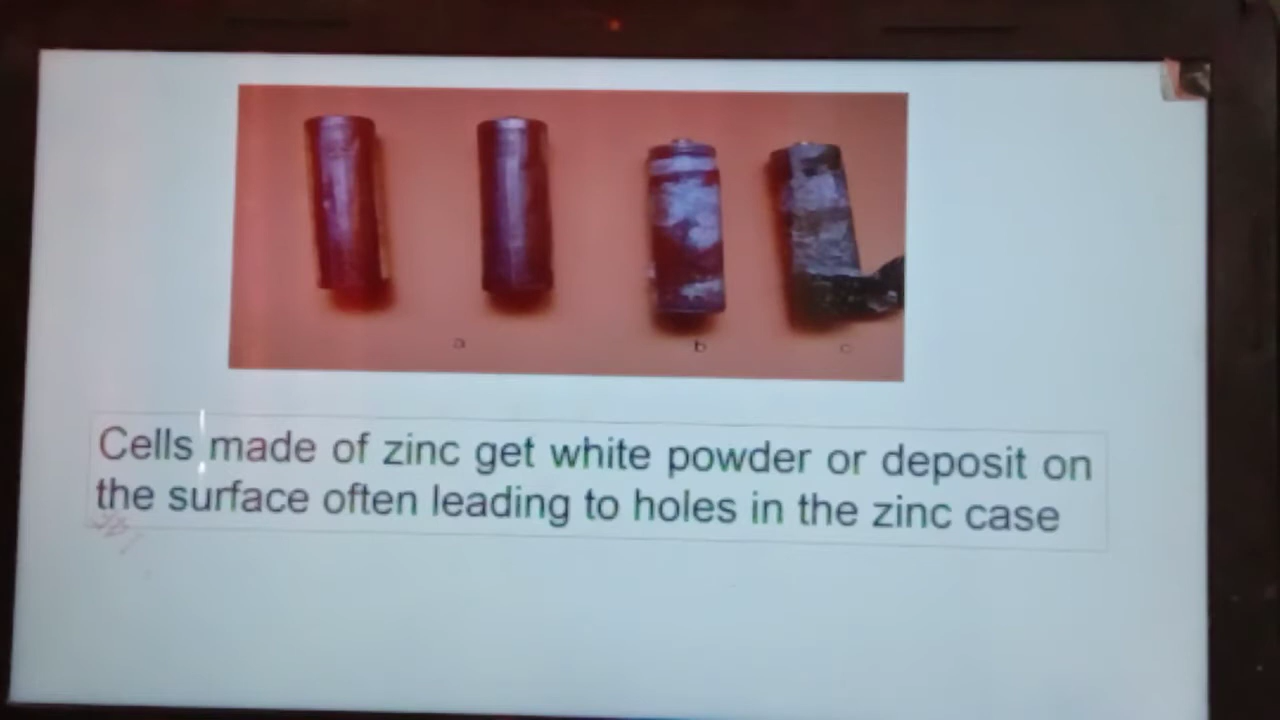 a b c
Cells made of zinc get white powder or deposit on
the surface often leading to holes in the zinc case